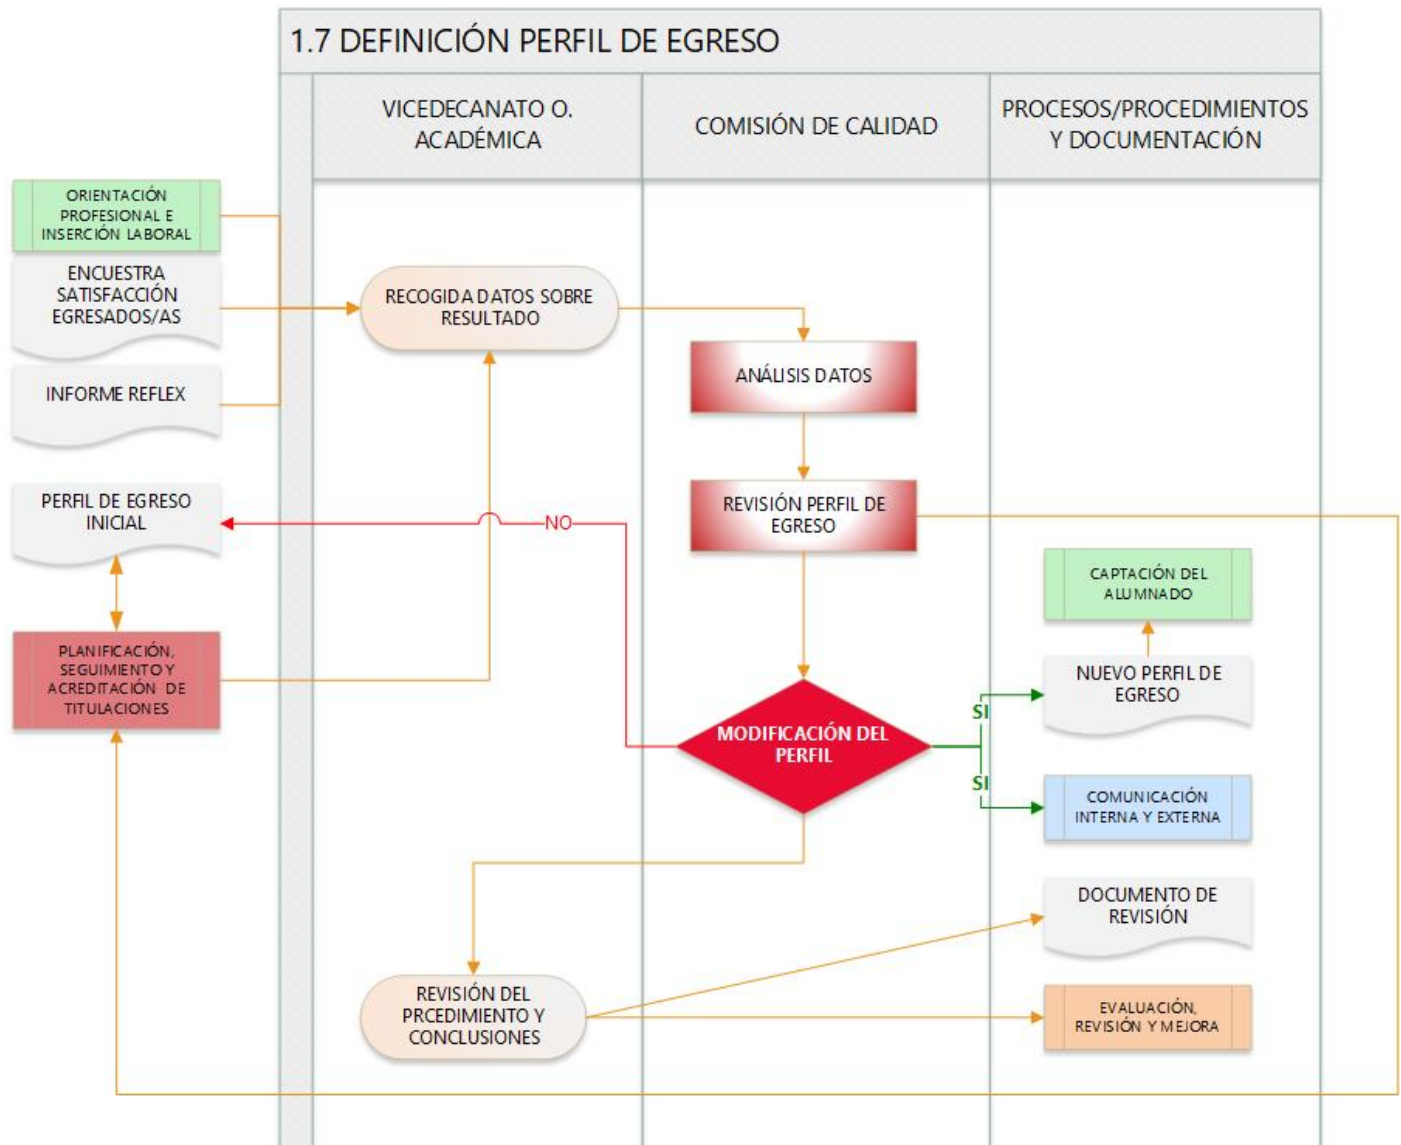 1.7 DEFINICIÓN PERFIL DE EGRESO
VICEDECANATO O.
ACADÉMICA
COMISIÓN DE CALIDAD
PROCESOS/PROCEDIMIENTOS
Y DOCUMENTACIÓN
ORIENTACIÓN
PROFESIONAL E
INSERCIÓN LABORAL
ENCUESTRA
SATISFACCIÓN
EGRESADOS/AS
INFORME REFLEX
RECOGIDA DATOS SOBRE
RESULTADO
ANÁLISIS DATOS
REVISIÓN PERFIL DE
EGRESO
PERFIL DE EGRESO
INICIAL
NO
PLANIFICACIÓN,
SEGUIMIENTO Y
ACREDITACIÓN DE
TITULACIONES
MODIFICACIÓN DEL
PERFIL
SI
SI
CAPTACIÓN DEL
ALUMNADO
NUEVO PERFIL DE
EGRESO
COMUNICACIÓN
INTERNA Y EXTERNA
DOCUMENTO DE
REVISIÓN
REVISIÓN DEL
PRCEDIMIENTO Y
CONCLUSIONES
EVALUACIÓN,
REVISIÓN Y MEJORA